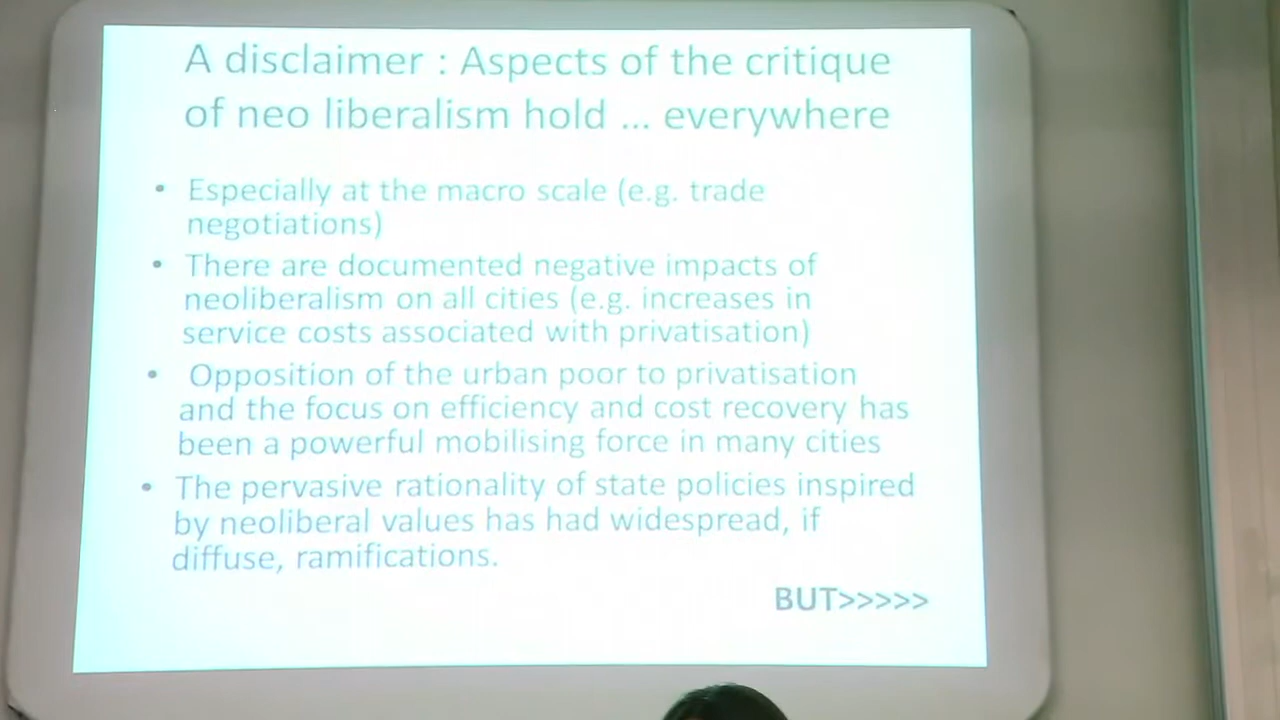 A disclaimer : Aspects of the critique
of neo liberalism hold ... everywhere
• Especially at the macro scale (e.g. trade
negotiations)
• There are documented negative impacts of
neoliberalism on all cities (e.g. increases in
service costs associated with privatisation)
• Opposition of the urban poor to privatisation
and the focus on efficiency and cost recovery has
been a powerful mobilising force in many cities
• The pervasive rationality of state policies inspired
by neoliberal values has had widespread, if
diffuse, ramifications.
BUT>>>>>